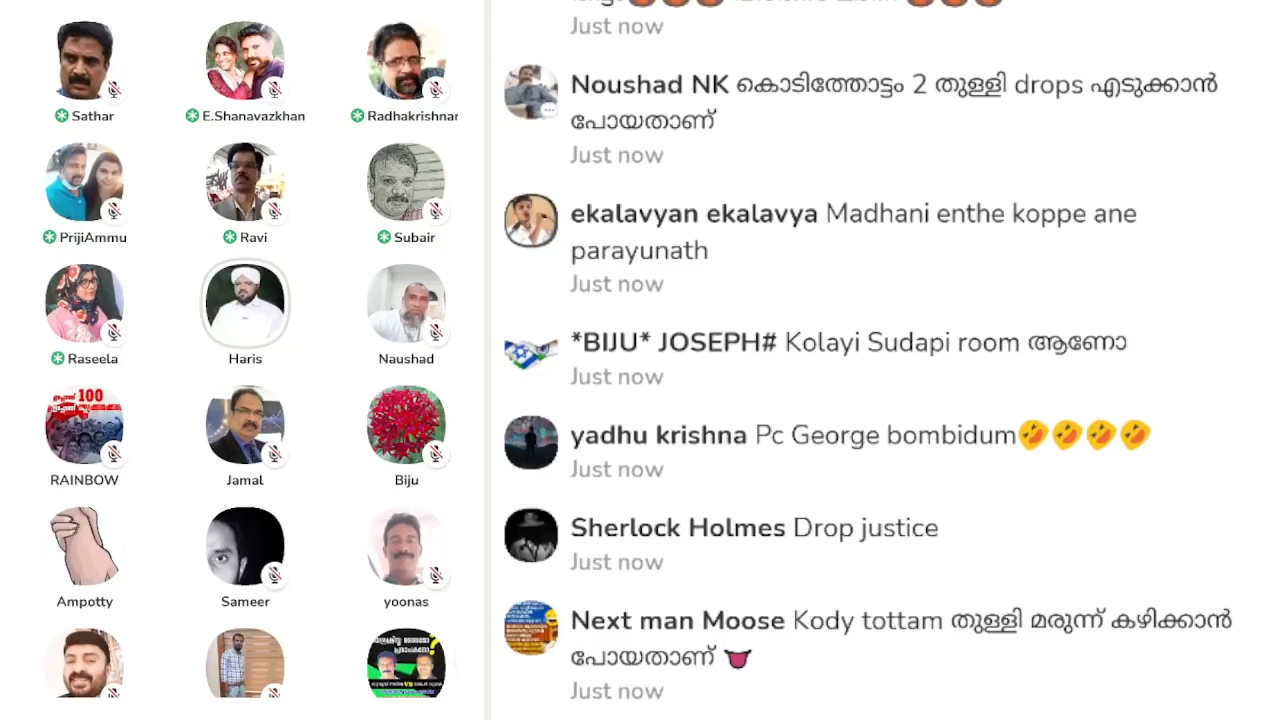 Sathar
E.Shanavazkhan
Radhakrishnar
PrijiAmmu
Ravi
Subair
Raseela
Haris
Naushad
100
RAINBOW
Jamal
Biju
Ampotty
Sameer
yoonas
VS
Just now
Noushad NK കൊടിത്തോട്ടം 2 തുള്ളി drops എടുക്കാൻ
പോയതാണ്
Just now
ekalavyan ekalavya Madhani enthe koppe ane
parayunath
Just now
*BIJU* JOSEPH# Kolayi Sudapi room ആണോ
Just now
yadhu krishna Pc George bombidum🤣🤣🤣🤣
Just now
Sherlock Holmes Drop justice
Just now
Next man Moose Kody tottam തുള്ളി മരുന്ന് കഴിക്കാൻ
പോയതാണ് 👅
Just now